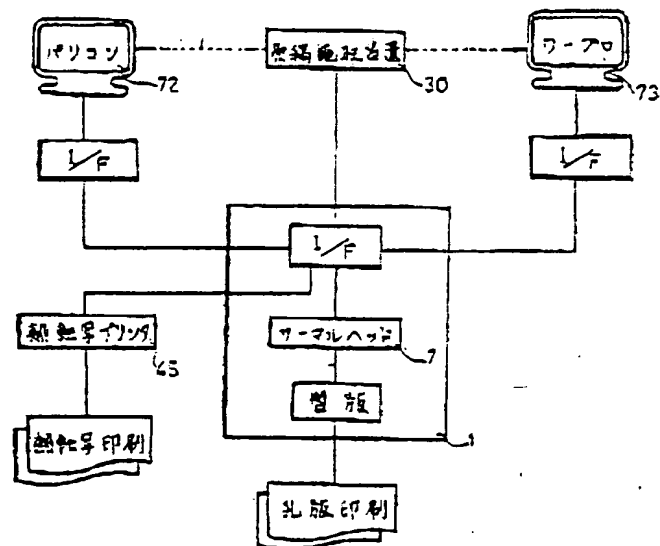 パソコン
72
原稿読取装置
30
ワープロ
73
I/F
I/F
I/F
熱転写プリンタ
65
サーマルヘッド
7
製版
1
熱転写印刷
孔版印刷